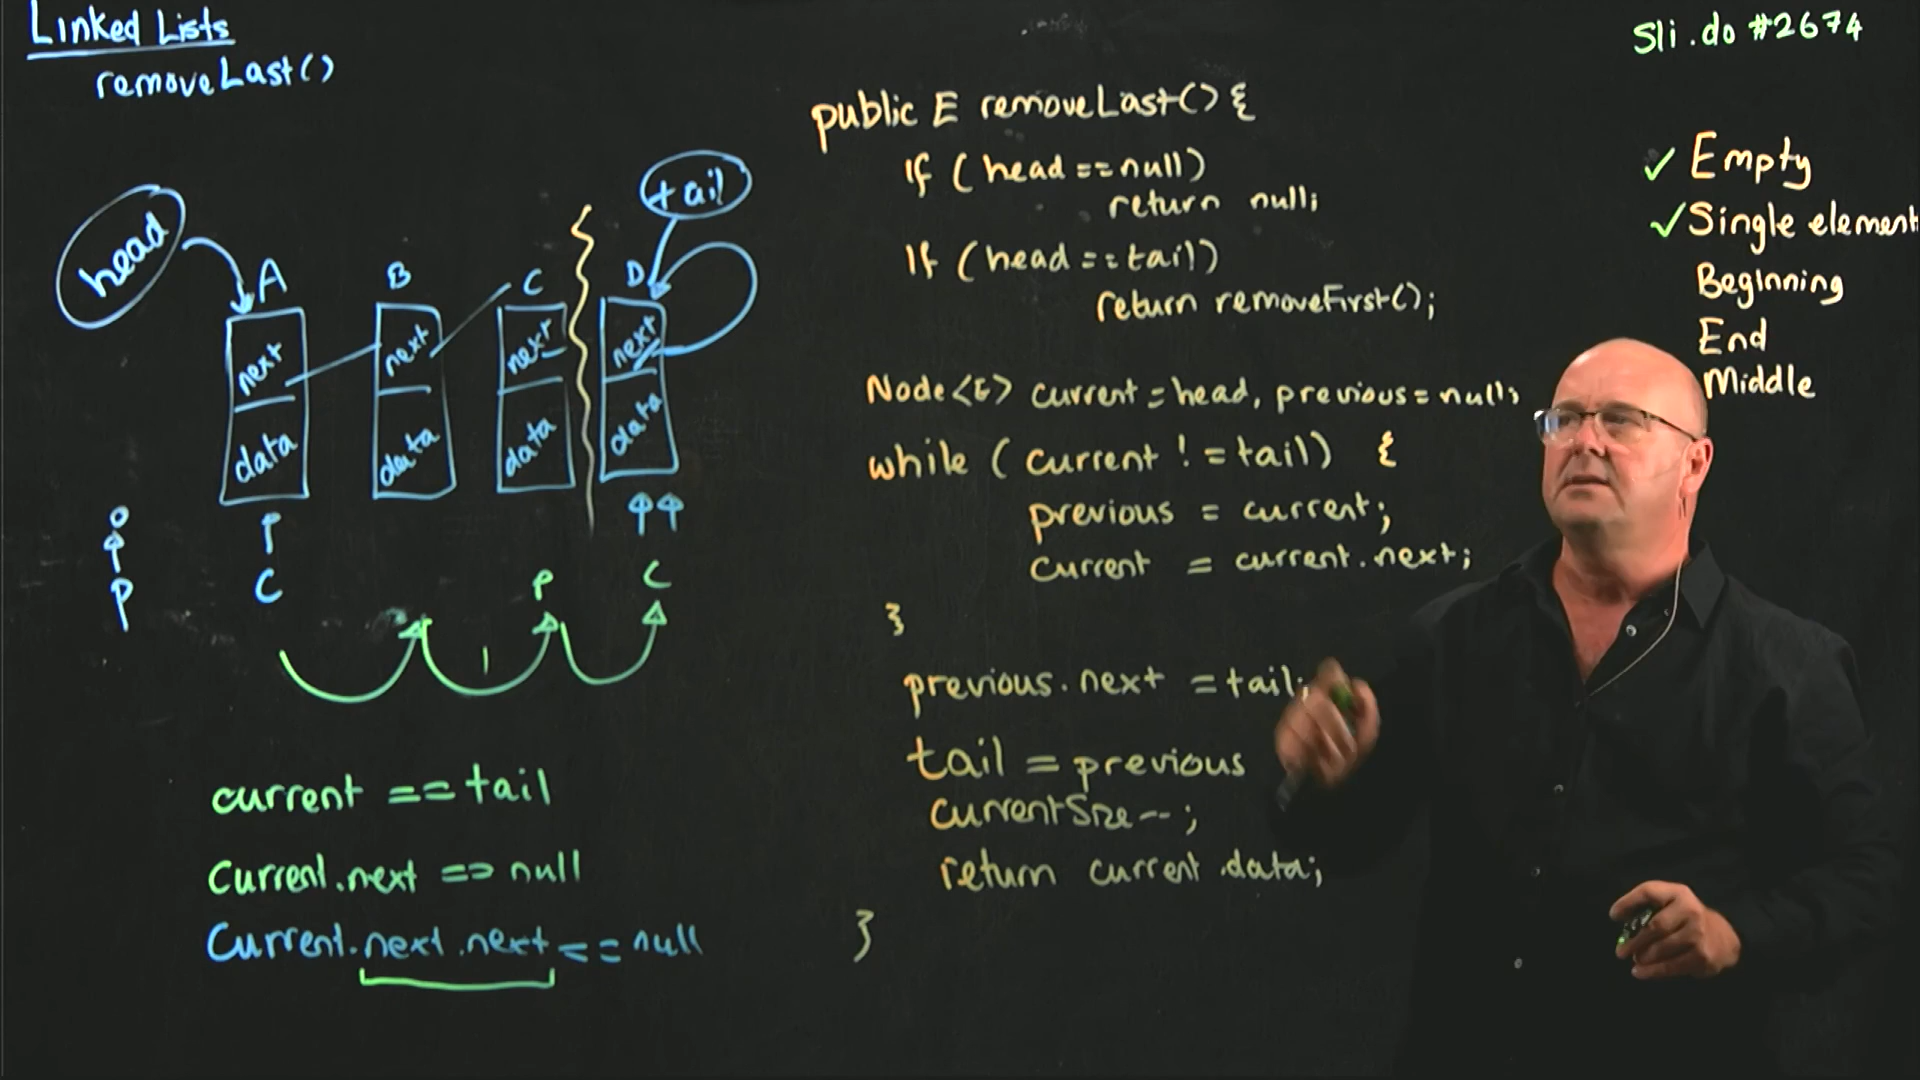 Linked Lists
removeLast()
Sli.do #2674
head
tail
A
B
C
D
next
next
next
next
data
data
data
data
P
C
P
C
current == tail
Current.next => null
Current.next.next == null
public E removeLast() {
If (head == null)
return null;
If (head == tail)
return removeFirst();
Node<E> current = head, previous = null;
while (current != tail) {
previous = current;
current = current.next;
}
previous.next = tail;
tail = previous
currentSize--;
return current.data;
}
✓ Empty
✓ Single element
Beginning
End
Middle